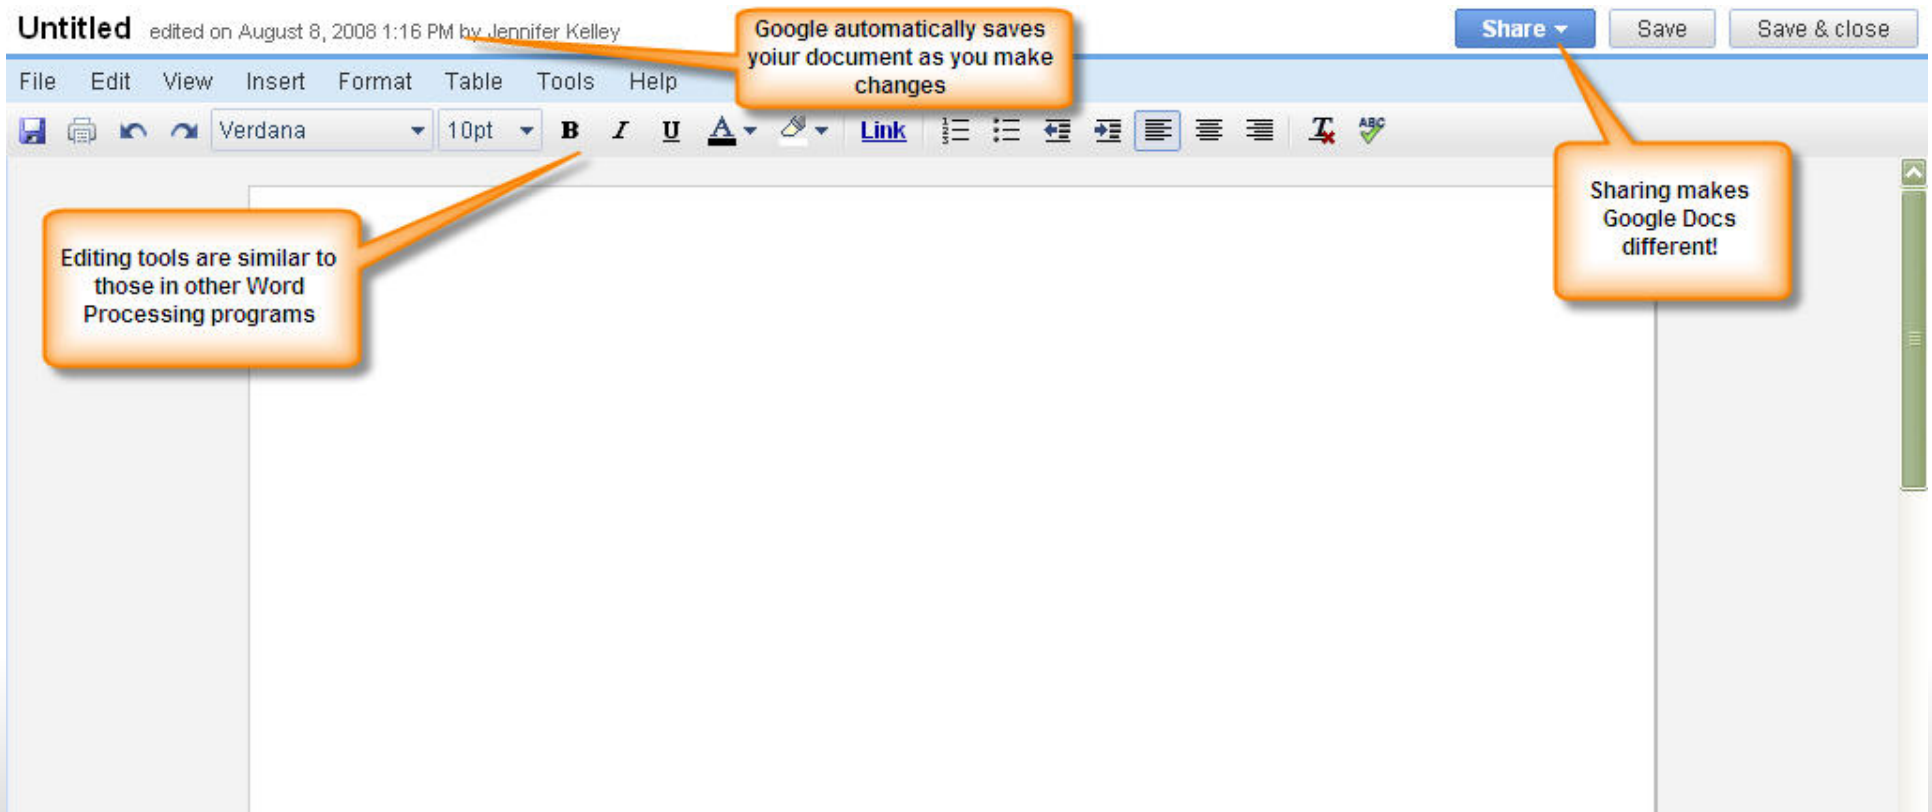 Untitled edited on August 8, 2008 1:16 PM by Jennifer Kelley
Google automatically saves
yoiur document as you make
changes
Share Save Save & close
File Edit View Insert Format Table Tools Help
Verdana 10pt B I U A Link ABC
Editing tools are similar to
those in other Word
Processing programs
Sharing makes
Google Docs
different!